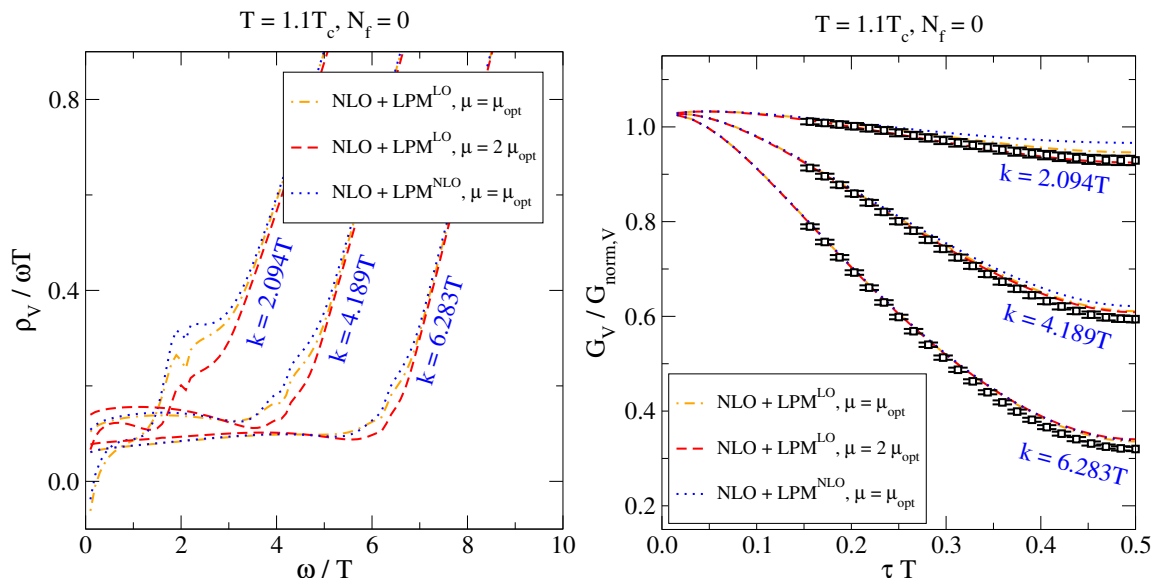 T = 1.1T_c, N_f = 0
ρ_V / ωT
0.8
0.4
0.0
NLO + LPM^LO, μ = μ_opt
NLO + LPM^LO, μ = 2 μ_opt
NLO + LPM^NLO, μ = μ_opt
k = 2.094T
k = 4.189T
k = 6.283T
0 2 4 6 8 10
ω / T
T = 1.1T_c, N_f = 0
G_V / G_norm,V
1.0
0.8
0.6
0.4
0.2
k = 2.094T
k = 4.189T
k = 6.283T
NLO + LPM^LO, μ = μ_opt
NLO + LPM^LO, μ = 2 μ_opt
NLO + LPM^NLO, μ = μ_opt
0.0 0.1 0.2 0.3 0.4 0.5
τ T